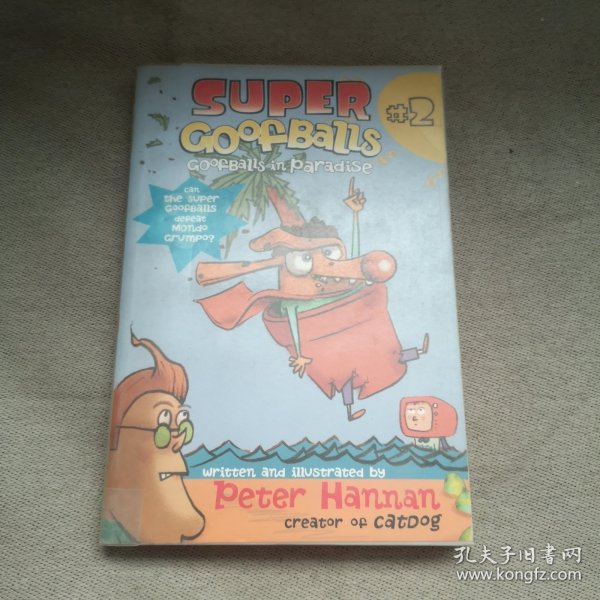 SUPER
#2
GOOFBALLS
GOOFBALLS in paradise
can
the super
goofballs
defeat
mondo
grumpo?
written and illustrated by
Peter Hannan
creator of catdog
孔夫子旧书网
www.kongfz.com